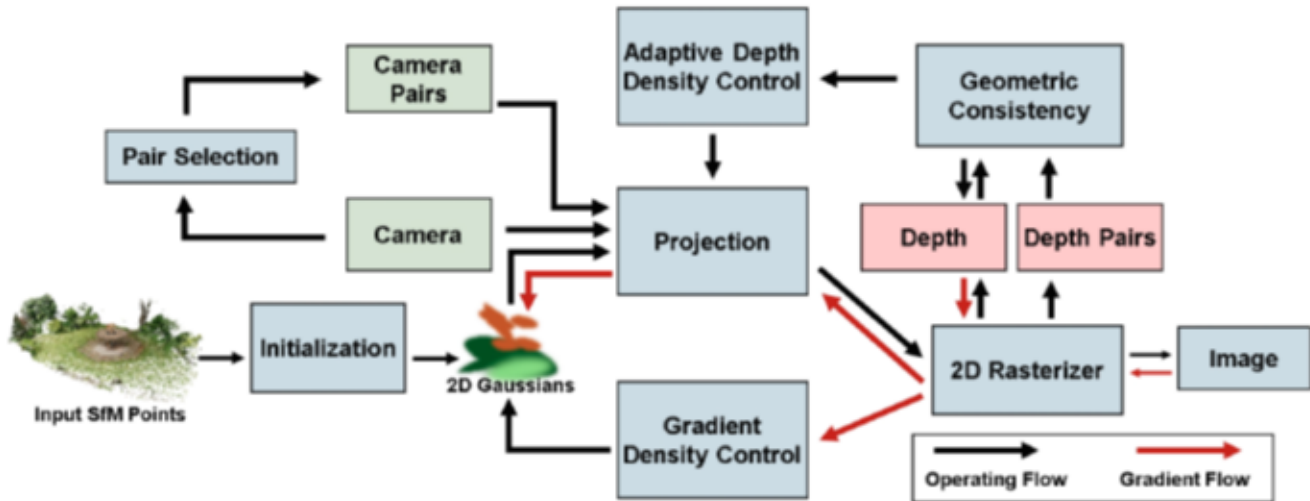 Camera
Pairs
Adaptive Depth
Density Control
Geometric
Consistency
Pair Selection
Camera
Projection
Depth
Depth Pairs
Initialization
2D Gaussians
Input SfM Points
2D Rasterizer
Image
Gradient
Density Control
Operating Flow
Gradient Flow